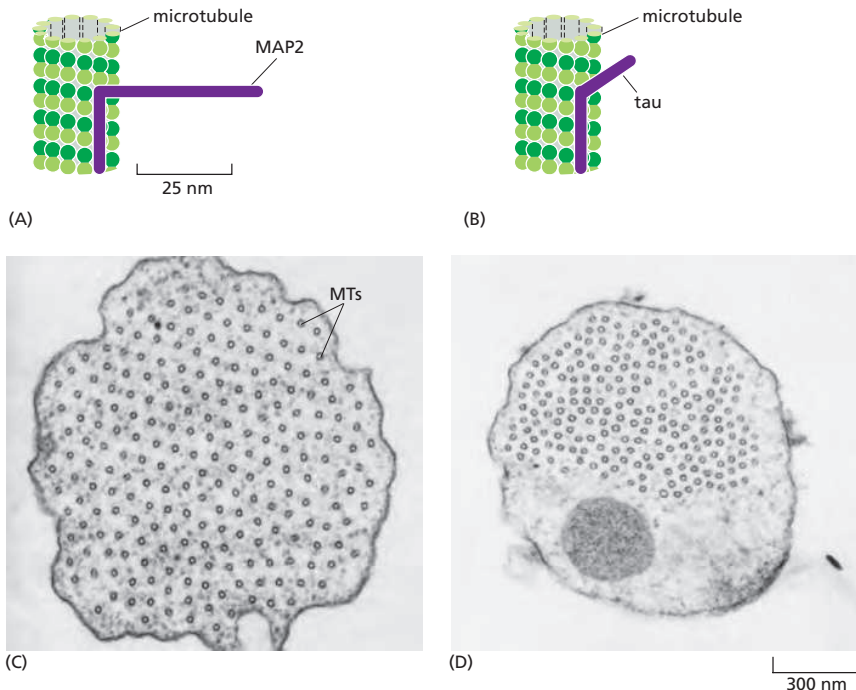 microtubule
MAP2
25 nm
(A)
microtubule
tau
(B)
MTs
(C)
(D)
300 nm